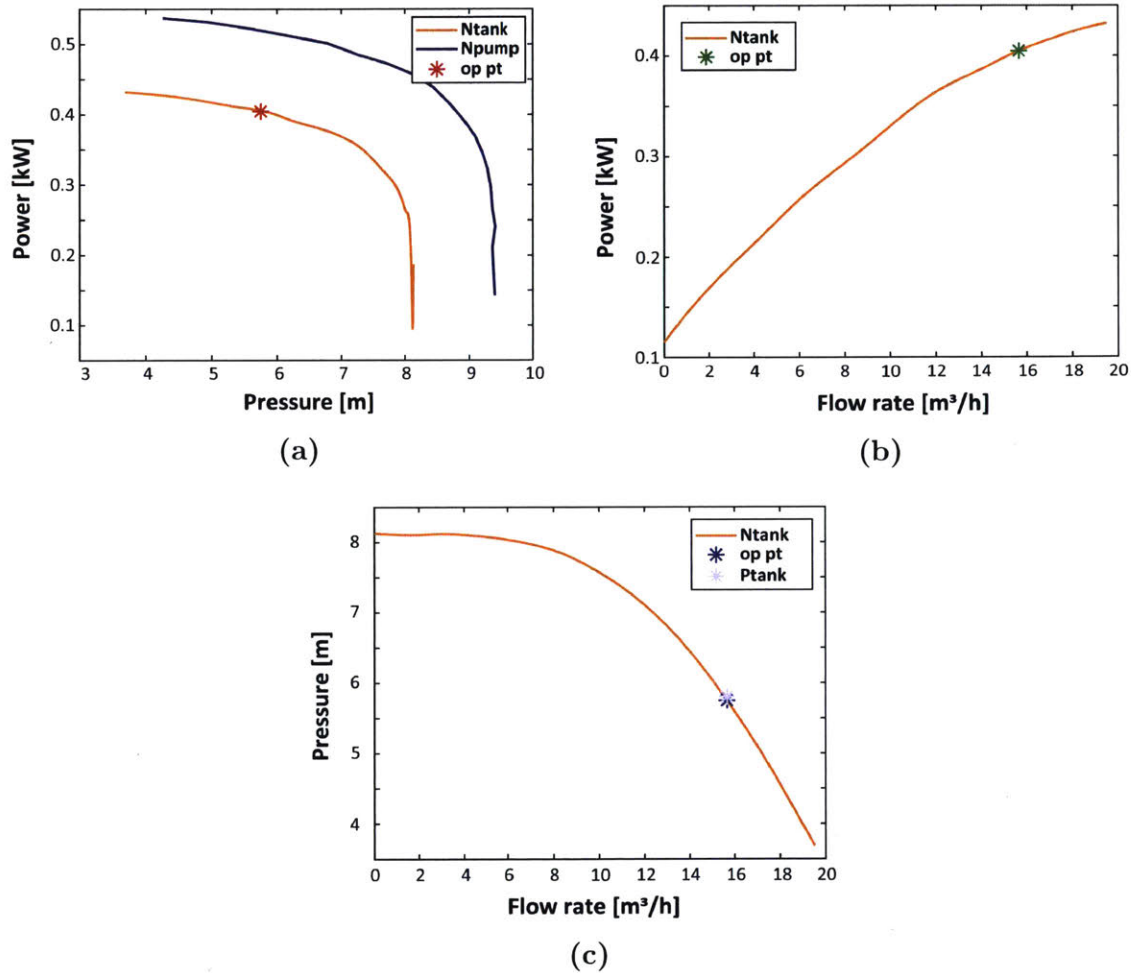 Ntank
Npump
op pt
0.5
0.4
0.3
0.2
0.1
Power [kW]
3 4 5 6 7 8 9 10
Pressure [m]
(a)
Ntank
op pt
0.4
0.3
0.2
0.1
Power [kW]
0 2 4 6 8 10 12 14 16 18 20
Flow rate [m³/h]
(b)
Ntank
op pt
Ptank
8
7
6
5
4
Pressure [m]
0 2 4 6 8 10 12 14 16 18 20
Flow rate [m³/h]
(c)